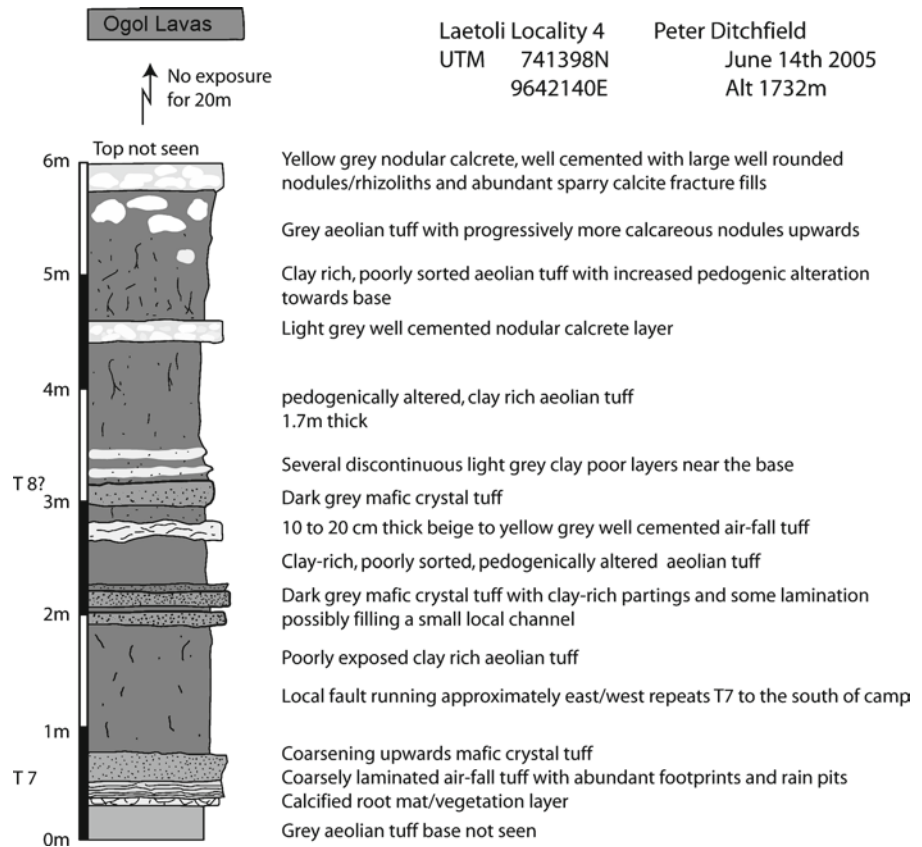 Ogol Lavas
Laetoli Locality 4 Peter Ditchfield
UTM 741398N June 14th 2005
9642140E Alt 1732m
No exposure
for 20m
Top not seen
6m
Yellow grey nodular calcrete, well cemented with large well rounded
nodules/rhizoliths and abundant sparry calcite fracture fills
Grey aeolian tuff with progressively more calcareous nodules upwards
5m
Clay rich, poorly sorted aeolian tuff with increased pedogenic alteration
towards base
Light grey well cemented nodular calcrete layer
4m
pedogenically altered, clay rich aeolian tuff
1.7m thick
Several discontinuous light grey clay poor layers near the base
T 8?
Dark grey mafic crystal tuff
3m
10 to 20 cm thick beige to yellow grey well cemented air-fall tuff
Clay-rich, poorly sorted, pedogenically altered aeolian tuff
Dark grey mafic crystal tuff with clay-rich partings and some lamination
2m
possibly filling a small local channel
Poorly exposed clay rich aeolian tuff
Local fault running approximately east/west repeats T7 to the south of camp
1m
Coarsening upwards mafic crystal tuff
T 7
Coarsely laminated air-fall tuff with abundant footprints and rain pits
Calcified root mat/vegetation layer
0m
Grey aeolian tuff base not seen